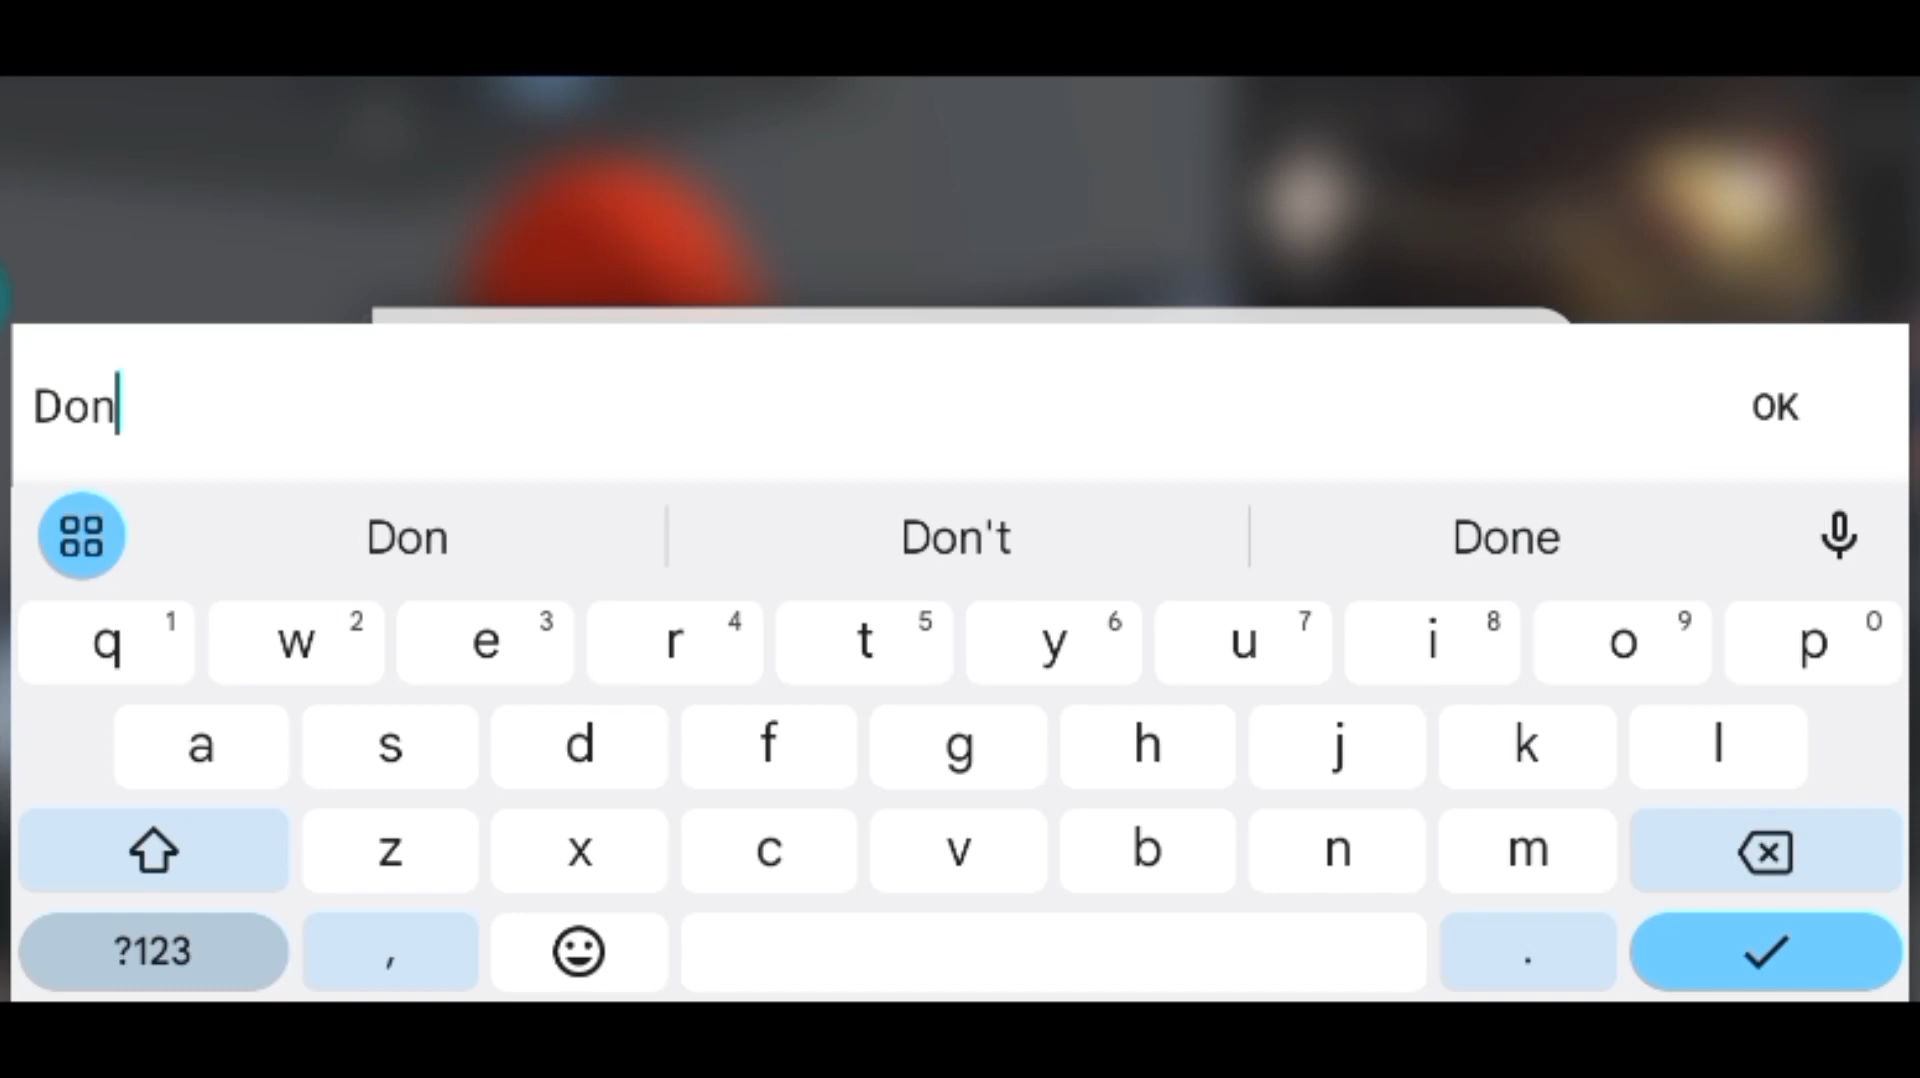 Don OK
Don Don't Done
q 1 w 2 e 3 r 4 t 5 y 6 u 7 i 8 o 9 p 0
a s d f g h j k l
z x c v b n m
?123 , .